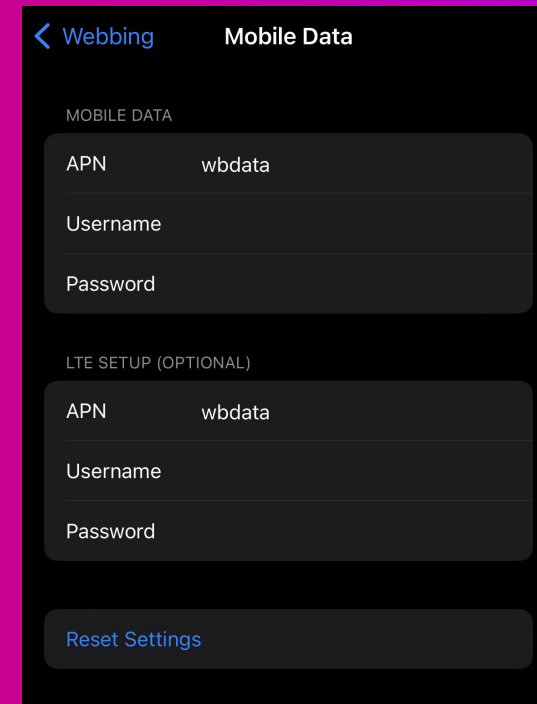 Webbing Mobile Data
MOBILE DATA
APN wbdata
Username
Password
LTE SETUP (OPTIONAL)
APN wbdata
Username
Password
Reset Settings